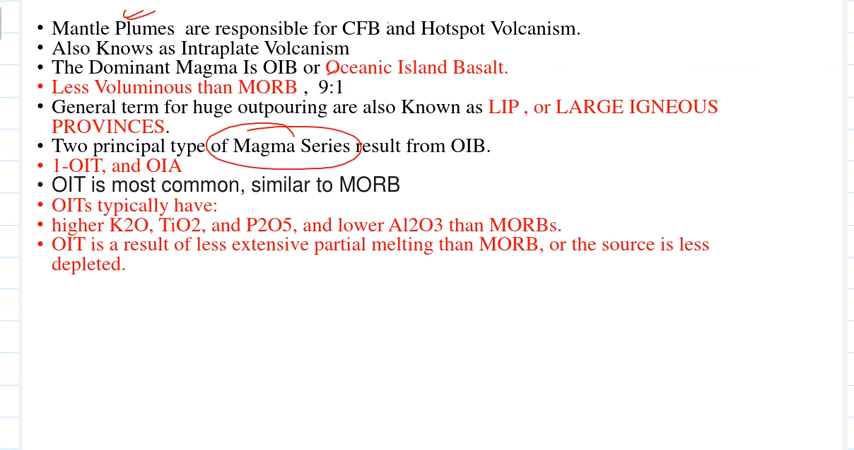 • Mantle Plumes are responsible for CFB and Hotspot Volcanism.
• Also Knows as Intraplate Volcanism
• The Dominant Magma Is OIB or Oceanic Island Basalt.
• Less Voluminous than MORB , 9:1
• General term for huge outpouring are also Known as LIP , or LARGE IGNEOUS
PROVINCES.
• Two principal type of Magma Series result from OIB.
• 1-OIT, and OIA
• OIT is most common, similar to MORB
• OITs typically have:
• higher K2O, TiO2, and P2O5, and lower Al2O3 than MORBs.
• OIT is a result of less extensive partial melting than MORB, or the source is less
depleted.